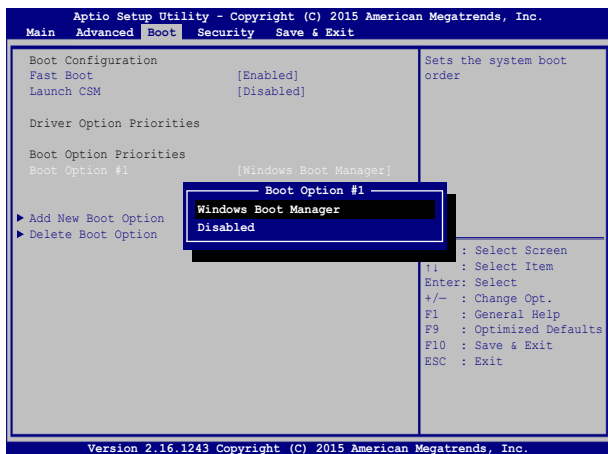 Aptio Setup Utility - Copyright (C) 2015 American Megatrends, Inc.
Main Advanced Boot Security Save & Exit
Boot Configuration
Fast Boot [Enabled]
Launch CSM [Disabled]
Driver Option Priorities
Boot Option Priorities
Boot Option #1 [Windows Boot Manager]
Boot Option #1
Windows Boot Manager
Disabled
▶ Add New Boot Option
▶ Delete Boot Option
Sets the system boot
order
: Select Screen
↑↓ : Select Item
Enter: Select
+/— : Change Opt.
F1 : General Help
F9 : Optimized Defaults
F10 : Save & Exit
ESC : Exit
Version 2.16.1243 Copyright (C) 2015 American Megatrends, Inc.